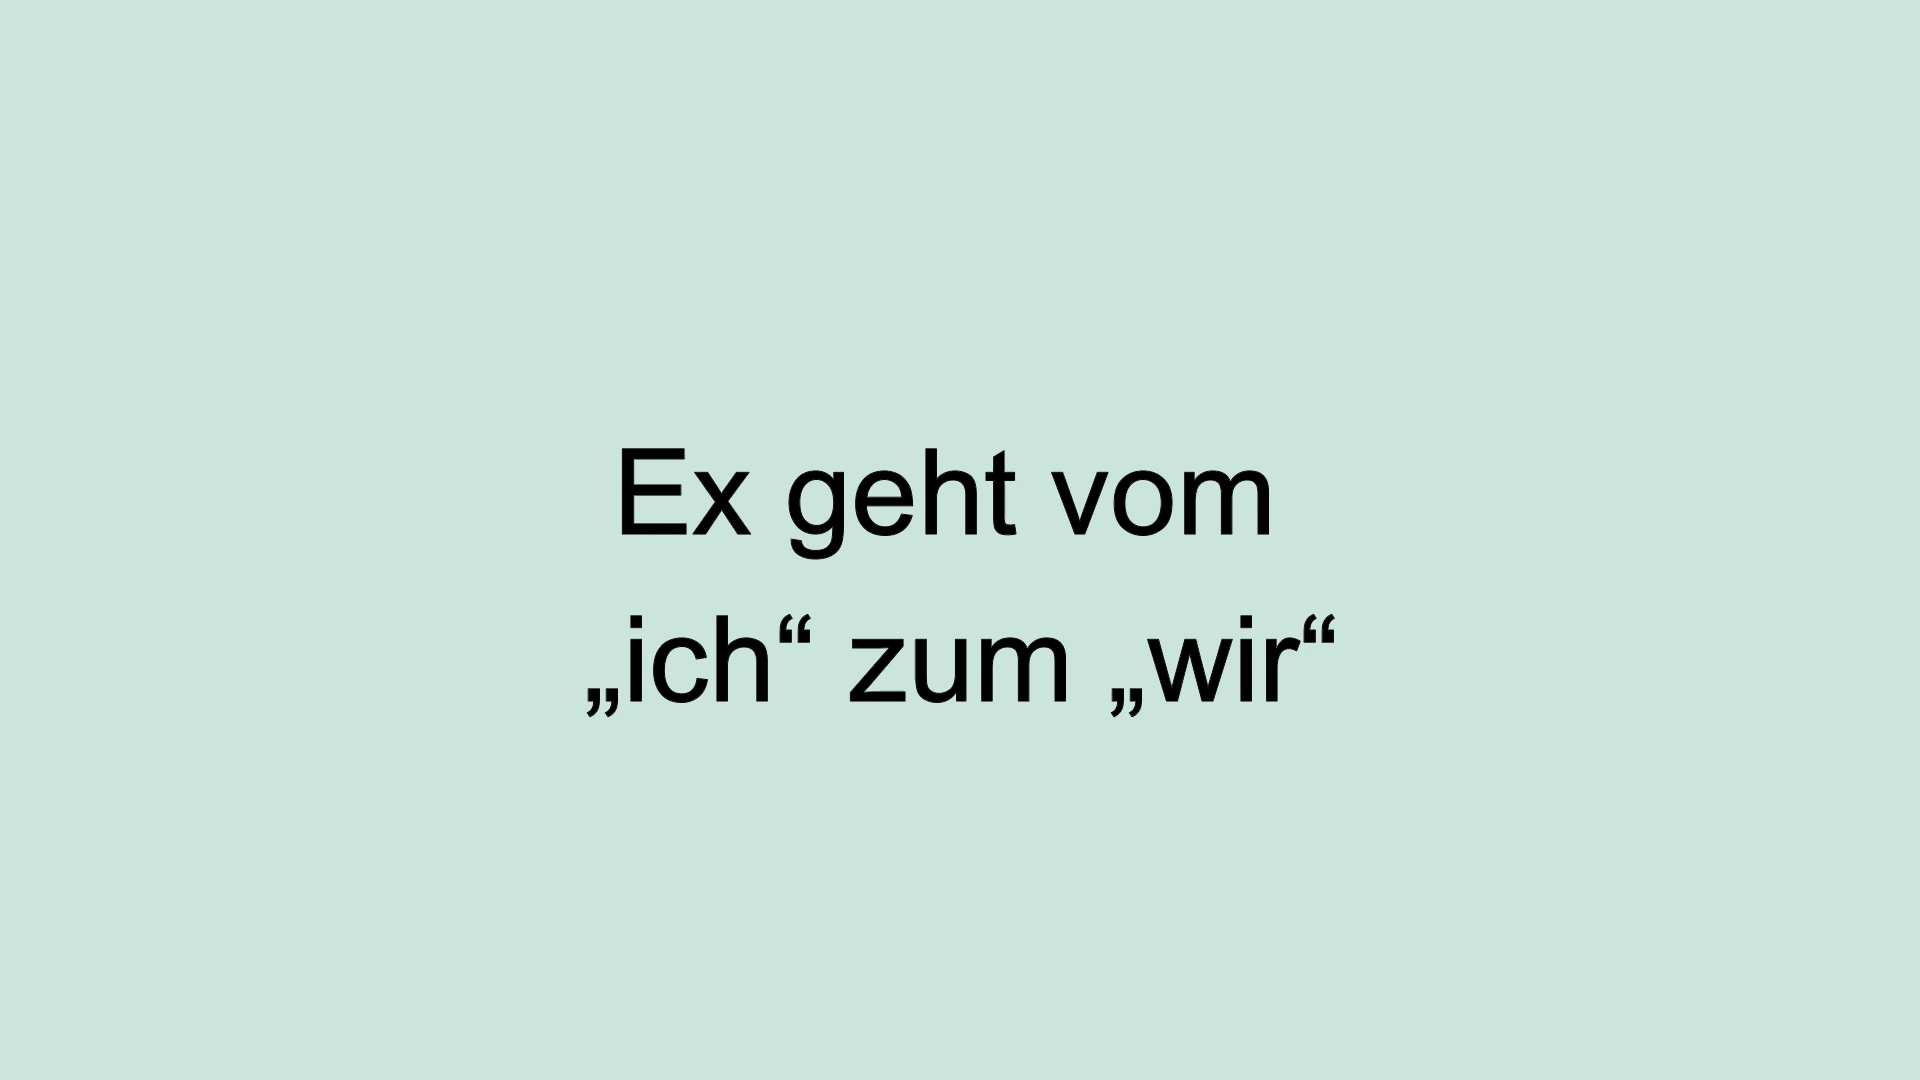 Ex geht vom
„ich“ zum „wir“